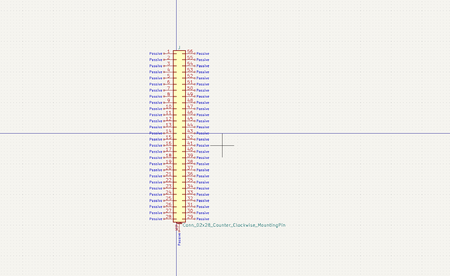 Passive 1 56 Passive
Passive 2 55 Passive
Passive 3 54 Passive
Passive 4 53 Passive
Passive 5 52 Passive
Passive 6 51 Passive
Passive 7 50 Passive
Passive 8 49 Passive
Passive 9 48 Passive
Passive 10 47 Passive
Passive 11 46 Passive
Passive 12 45 Passive
Passive 13 44 Passive
Passive 14 43 Passive
Passive 15 42 Passive
Passive 16 41 Passive
Passive 17 40 Passive
Passive 18 39 Passive
Passive 19 38 Passive
Passive 20 37 Passive
Passive 21 36 Passive
Passive 22 35 Passive
Passive 23 34 Passive
Passive 24 33 Passive
Passive 25 32 Passive
Passive 26 31 Passive
Passive 27 30 Passive
Passive 28 29 Passive
Conn_02x28_Counter_Clockwise_MountingPin
Passive